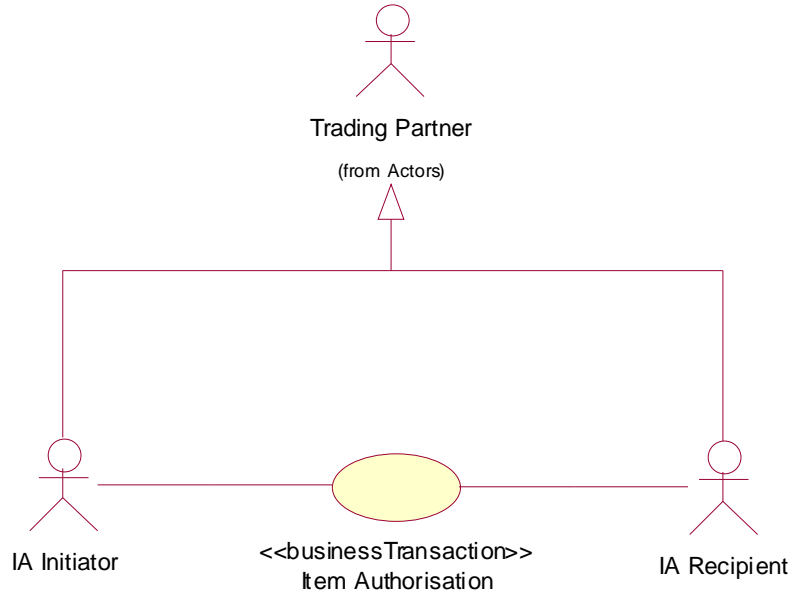 Trading Partner
(from Actors)
IA Initiator
<<businessTransaction>>
Item Authorisation
IA Recipient